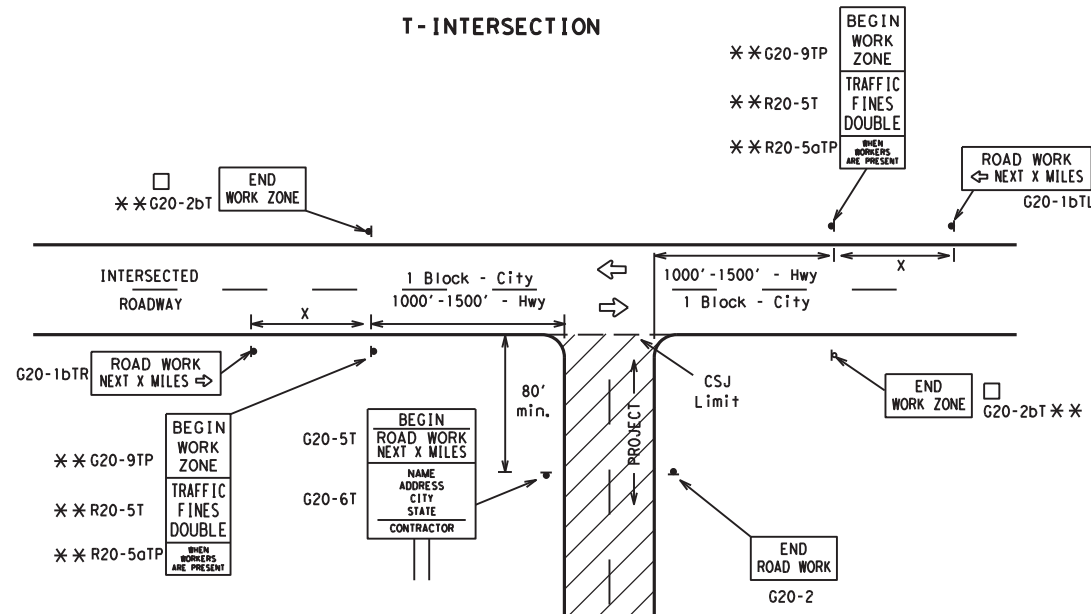 T-INTERSECTION
BEGIN
WORK
ZONE
TRAFFIC
FINES
DOUBLE
WHEN
WORKERS
ARE PRESENT
**G20-9TP
**R20-5T
**R20-5aTP
ROAD WORK
⇦ NEXT X MILES
G20-1bTL
□
**G20-2bT
END
WORK ZONE
INTERSECTED
ROADWAY
1 Block - City
1000'-1500' - Hwy
X
1000'-1500' - Hwy
1 Block - City
X
G20-1bTR
ROAD WORK
NEXT X MILES ⇨
80'
min.
CSJ
Limit
PROJECT
END
WORK ZONE
□
G20-2bT **
**G20-9TP
**R20-5T
**R20-5aTP
BEGIN
WORK
ZONE
TRAFFIC
FINES
DOUBLE
WHEN
WORKERS
ARE PRESENT
G20-5T
G20-6T
BEGIN
ROAD WORK
NEXT X MILES
NAME
ADDRESS
CITY
STATE
CONTRACTOR
END
ROAD WORK
G20-2